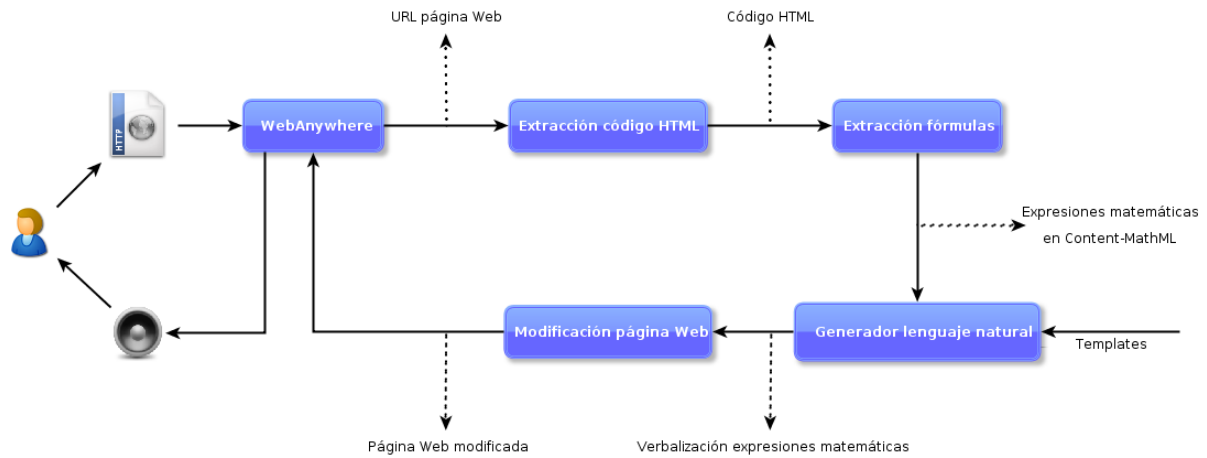 URL página Web
Código HTML
HTTP
WebAnywhere
Extracción código HTML
Extracción fórmulas
Expresiones matemáticas
en Content-MathML
Modificación página Web
Generador lenguaje natural
Templates
Página Web modificada
Verbalización expresiones matemáticas